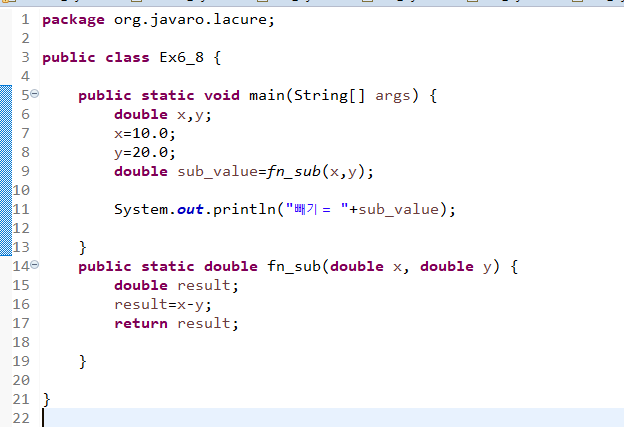 1 package org.javaro.lacure;
2
3 public class Ex6_8 {
4
5     public static void main(String[] args) {
6         double x,y;
7         x=10.0;
8         y=20.0;
9         double sub_value=fn_sub(x,y);
10
11         System.out.println("빼기 = "+sub_value);
12
13     }
14     public static double fn_sub(double x, double y) {
15         double result;
16         result=x-y;
17         return result;
18
19     }
20
21 }
22